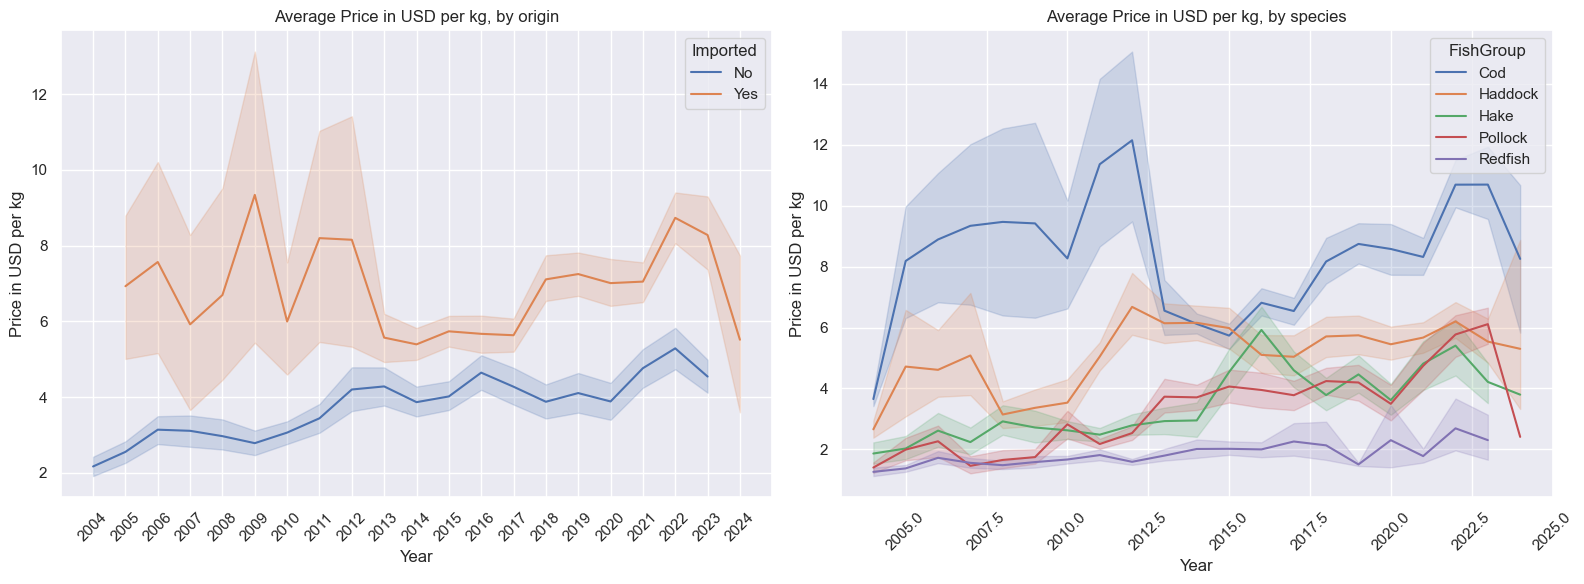 Average Price in USD per kg, by origin
Price in USD per kg
12
10
8
6
4
2
Imported
No
Yes
2004
2005
2006
2007
2008
2009
2010
2011
2012
2013
2014
2015
2016
2017
2018
2019
2020
2021
2022
2023
2024
Year
Average Price in USD per kg, by species
Price in USD per kg
14
12
10
8
6
4
2
FishGroup
Cod
Haddock
Hake
Pollock
Redfish
2005.0
2007.5
2010.0
2012.5
2015.0
2017.5
2020.0
2022.5
2025.0
Year